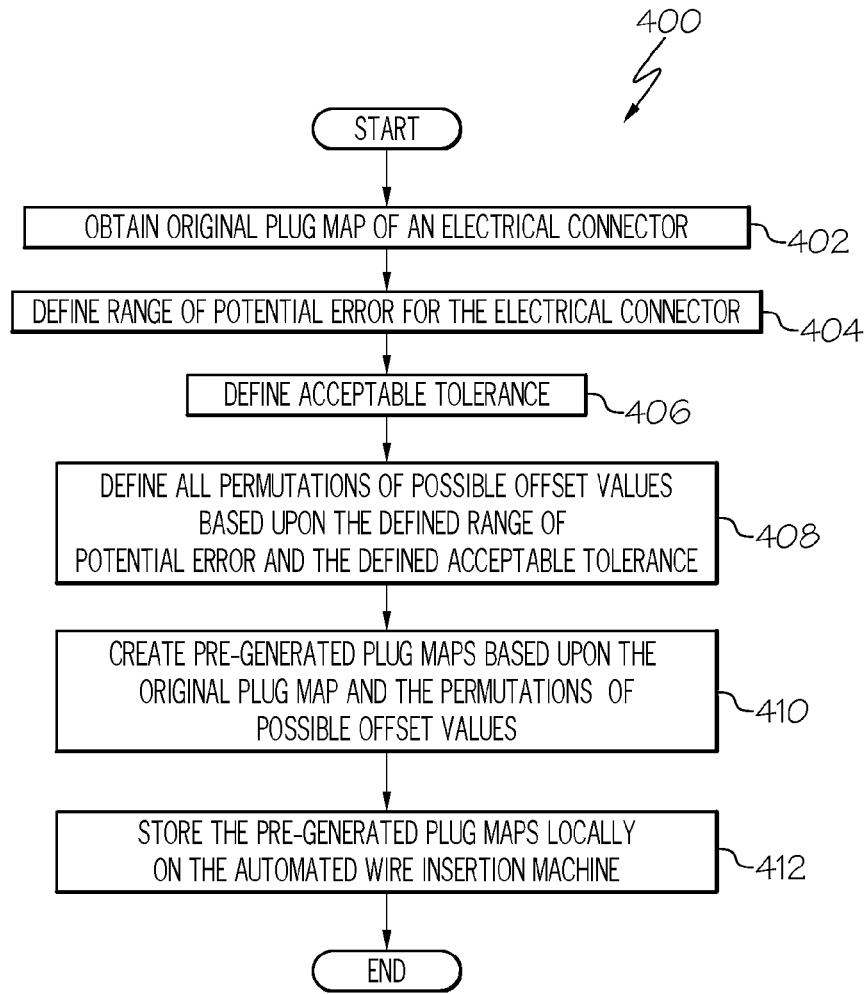 400
START
OBTAIN ORIGINAL PLUG MAP OF AN ELECTRICAL CONNECTOR
402
DEFINE RANGE OF POTENTIAL ERROR FOR THE ELECTRICAL CONNECTOR
404
DEFINE ACCEPTABLE TOLERANCE
406
DEFINE ALL PERMUTATIONS OF POSSIBLE OFFSET VALUES
BASED UPON THE DEFINED RANGE OF
POTENTIAL ERROR AND THE DEFINED ACCEPTABLE TOLERANCE
408
CREATE PRE-GENERATED PLUG MAPS BASED UPON THE
ORIGINAL PLUG MAP AND THE PERMUTATIONS OF
POSSIBLE OFFSET VALUES
410
STORE THE PRE-GENERATED PLUG MAPS LOCALLY
ON THE AUTOMATED WIRE INSERTION MACHINE
412
END